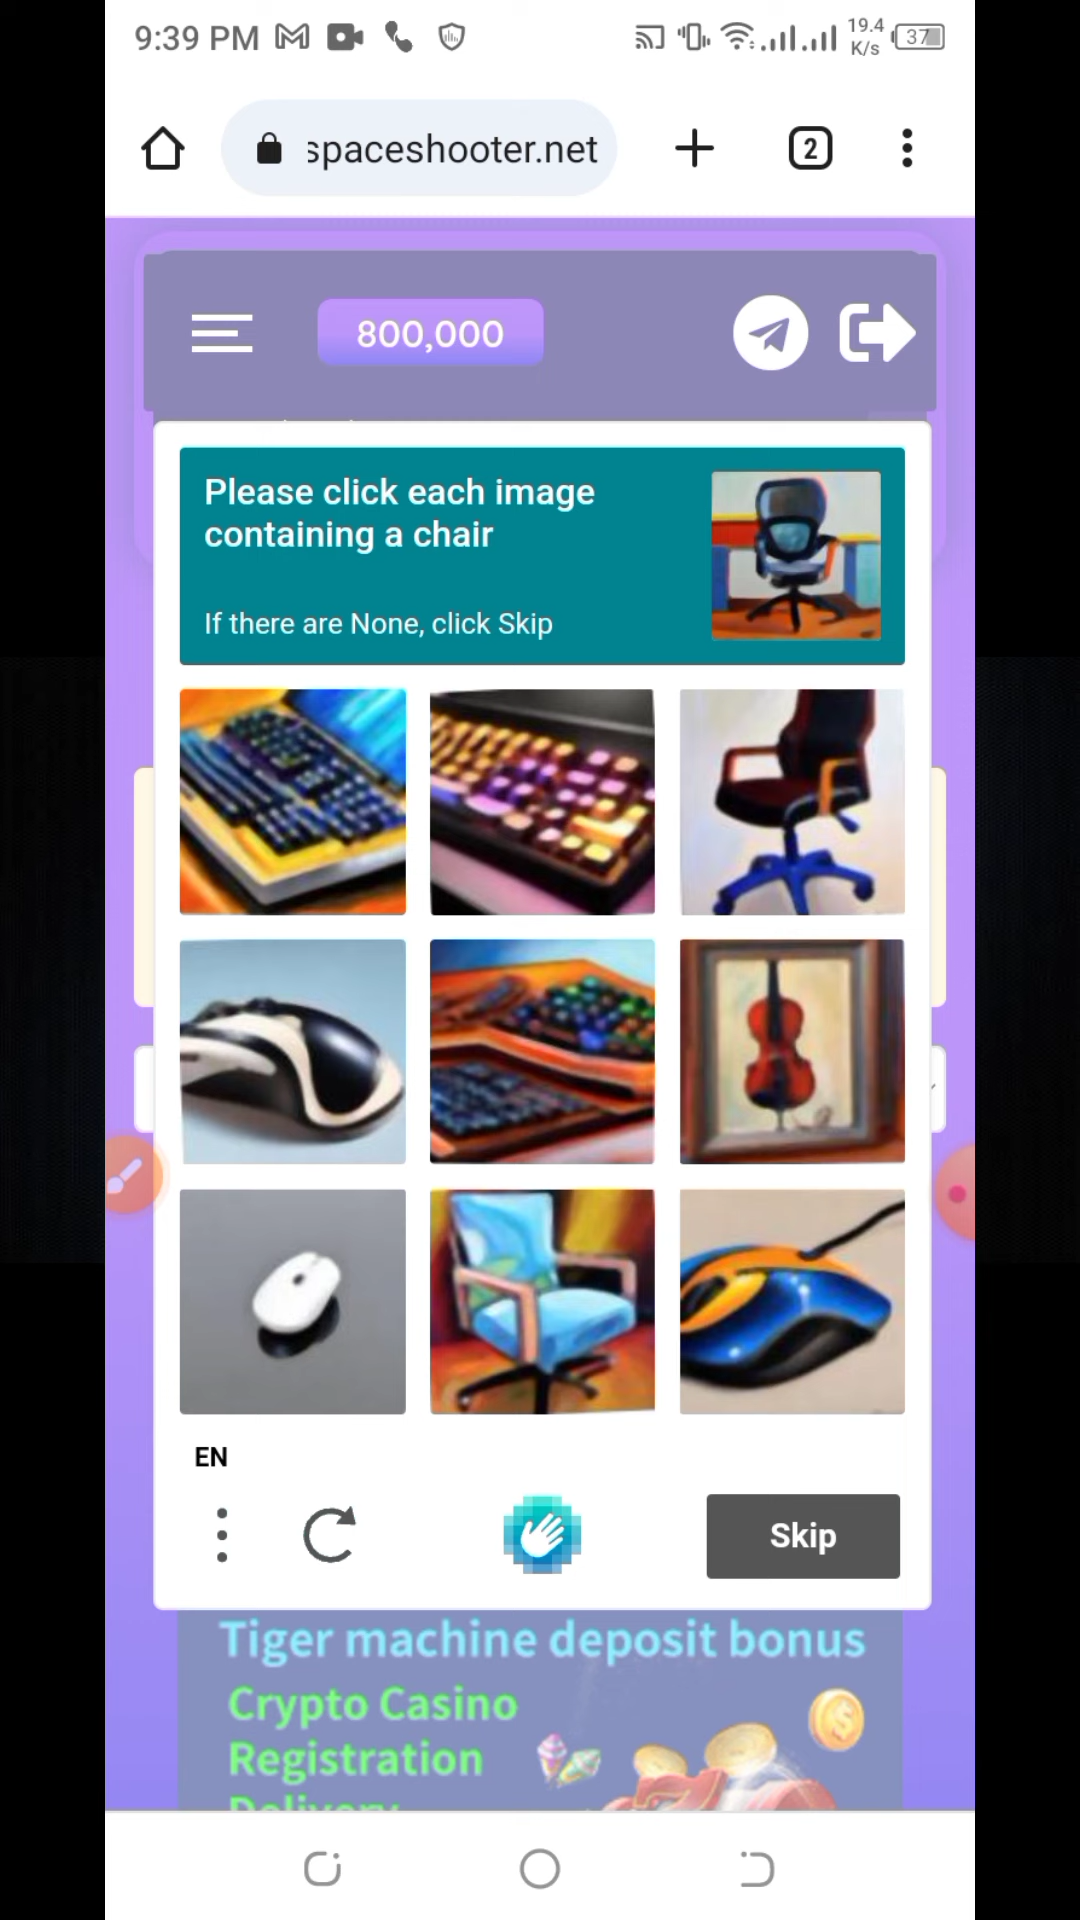 9:39 PM
19.4
K/s
37
spaceshooter.net
2
800,000
Please click each image
containing a chair
If there are None, click Skip
EN
Skip
Tiger machine deposit bonus
Crypto Casino
Registration
Delivery